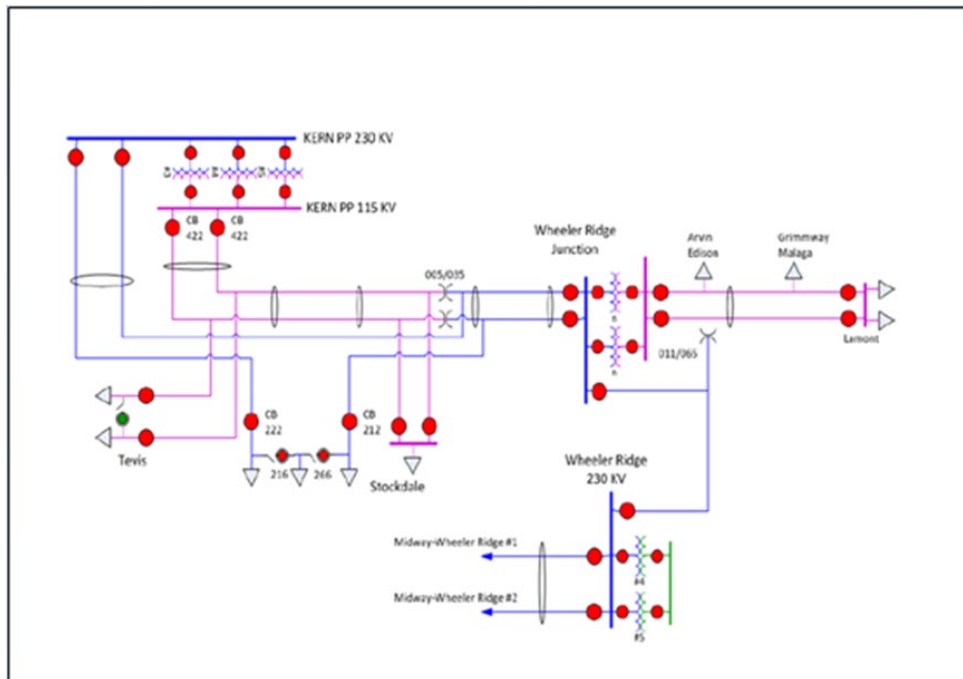 KERN PP 230 KV
KERN PP 115 KV
CB
422
CB
422
005/035
Wheeler Ridge
Junction
Arvin
Edison
Grimmway
Malaga
011/065
Lamont
CB
222
CB
212
216
266
Tevis
Stockdale
Wheeler Ridge
230 KV
Midway-Wheeler Ridge #1
Midway-Wheeler Ridge #2
#4
#5